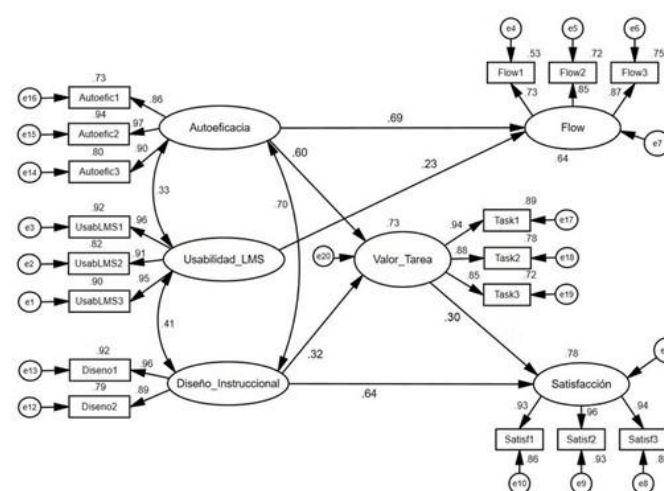 e4
e5
e6
.53
.72
.75
Flow1
Flow2
Flow3
.73
.85
.87
.73
e16
Autoefic1
.86
.94
e15
Autoefic2
.97
.80
e14
Autoefic3
.90
Autoeficacia
.69
Flow
.64
e7
.60
.23
.33
.70
.92
e3
UsabLMS1
.96
.82
e2
UsabLMS2
.91
.90
e1
UsabLMS3
.95
Usabilidad_LMS
.73
e20
Valor_Tarea
.89
.94
Task1
e17
.78
.88
Task2
e18
.72
.85
Task3
e19
.41
.32
.30
.92
e13
Diseno1
.96
.79
e12
Diseno2
.89
Diseño_Instruccional
.64
.78
Satisfacción
.93
.96
.94
Satisf1
Satisf2
Satisf3
.86
.93
e10
e9
e8